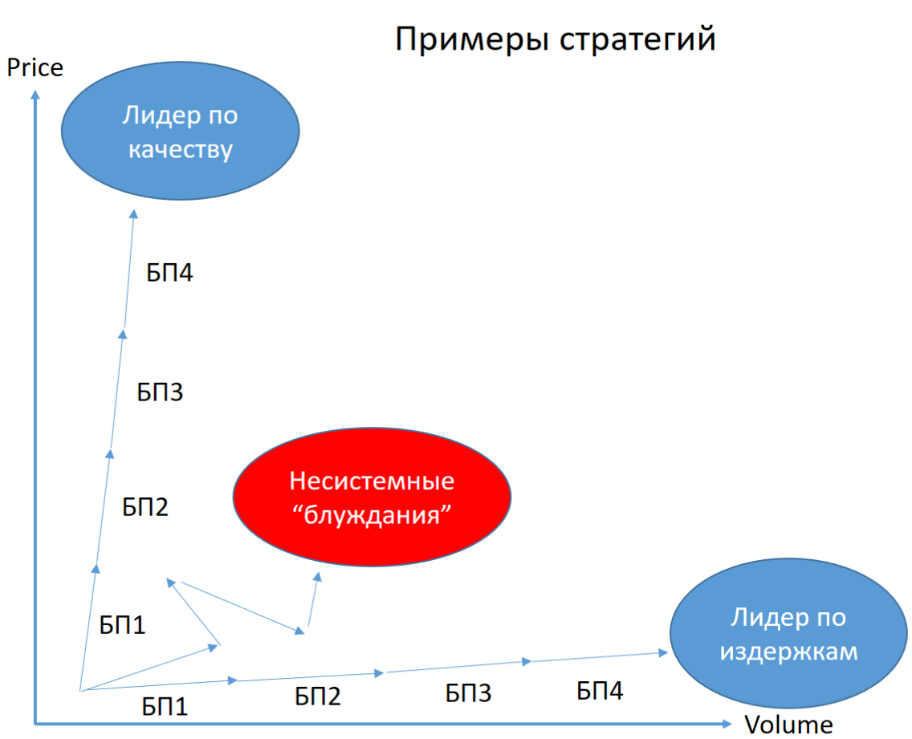 Примеры стратегий
Price
Лидер по
качеству
БП4
БП3
БП2
БП1
Несистемные
“блуждания”
Лидер по
издержкам
БП1
БП2
БП3
БП4
Volume